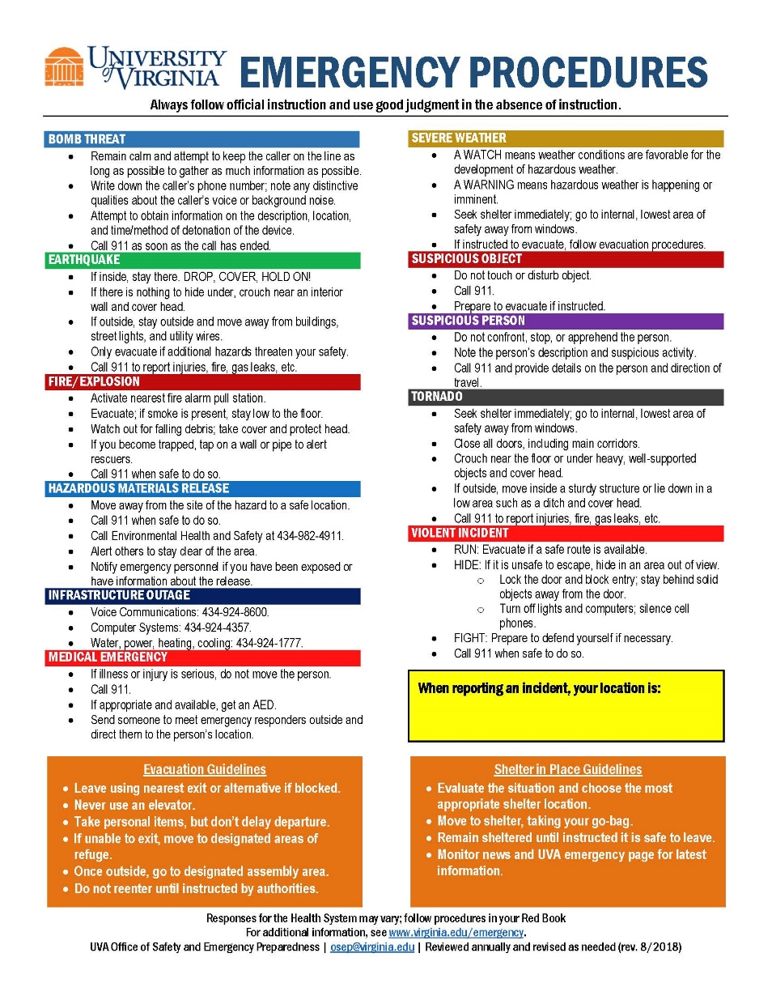 UNIVERSITY
of VIRGINIA
EMERGENCY PROCEDURES
Always follow official instruction and use good judgment in the absence of instruction.
BOMB THREAT
• Remain calm and attempt to keep the caller on the line as
long as possible to gather as much information as possible.
• Write down the caller's phone number; note any distinctive
qualities about the caller's voice or background noise.
• Attempt to obtain information on the description, location,
and time/method of detonation of the device.
• Call 911 as soon as the call has ended.
EARTHQUAKE
• If inside, stay there. DROP, COVER, HOLD ON!
• If there is nothing to hide under, crouch near an interior
wall and cover head.
• If outside, stay outside and move away from buildings,
street lights, and utility wires.
• Only evacuate if additional hazards threaten your safety.
• Call 911 to report injuries, fire, gas leaks, etc.
FIRE/EXPLOSION
• Activate nearest fire alarm pull station.
• Evacuate; if smoke is present, stay low to the floor.
• Watch out for falling debris; take cover and protect head.
• If you become trapped, tap on a wall or pipe to alert
rescuers.
• Call 911 when safe to do so.
HAZARDOUS MATERIALS RELEASE
• Move away from the site of the hazard to a safe location.
• Call 911 when safe to do so.
• Call Environmental Health and Safety at 434-982-4911.
• Alert others to stay clear of the area.
• Notify emergency personnel if you have been exposed or
have information about the release.
INFRASTRUCTURE OUTAGE
• Voice Communications: 434-924-8600.
• Computer Systems: 434-924-4357.
• Water, power, heating, cooling: 434-924-1777.
MEDICAL EMERGENCY
• If illness or injury is serious, do not move the person.
• Call 911.
• If appropriate and available, get an AED.
• Send someone to meet emergency responders outside and
direct them to the person's location.
SEVERE WEATHER
• A WATCH means weather conditions are favorable for the
development of hazardous weather.
• A WARNING means hazardous weather is happening or
imminent.
• Seek shelter immediately; go to internal, lowest area of
safety away from windows.
• If instructed to evacuate, follow evacuation procedures.
SUSPICIOUS OBJECT
• Do not touch or disturb object.
• Call 911.
• Prepare to evacuate if instructed.
SUSPICIOUS PERSON
• Do not confront, stop, or apprehend the person.
• Note the person's description and suspicious activity.
• Call 911 and provide details on the person and direction of
travel.
TORNADO
• Seek shelter immediately; go to internal, lowest area of
safety away from windows.
• Close all doors, including main corridors.
• Crouch near the floor or under heavy, well-supported
objects and cover head.
• If outside, move inside a sturdy structure or lie down in a
low area such as a ditch and cover head.
• Call 911 to report injuries, fire, gas leaks, etc.
VIOLENT INCIDENT
• RUN: Evacuate if a safe route is available.
• HIDE: If it is unsafe to escape, hide in an area out of view.
o Lock the door and block entry; stay behind solid
objects away from the door.
o Turn off lights and computers; silence cell
phones.
• FIGHT: Prepare to defend yourself if necessary.
• Call 911 when safe to do so.
When reporting an incident, your location is:
Evacuation Guidelines
• Leave using nearest exit or alternative if blocked.
• Never use an elevator.
• Take personal items, but don't delay departure.
• If unable to exit, move to designated areas of
refuge.
• Once outside, go to designated assembly area.
• Do not reenter until instructed by authorities.
Shelter in Place Guidelines
• Evaluate the situation and choose the most
appropriate shelter location.
• Move to shelter, taking your go-bag.
• Remain sheltered until instructed it is safe to leave.
• Monitor news and UVA emergency page for latest
information.
Responses for the Health System may vary; follow procedures in your Red Book
For additional information, see www.virginia.edu/emergency.
UVA Office of Safety and Emergency Preparedness | osep@virginia.edu | Reviewed annually and revised as needed (rev. 8/2018)